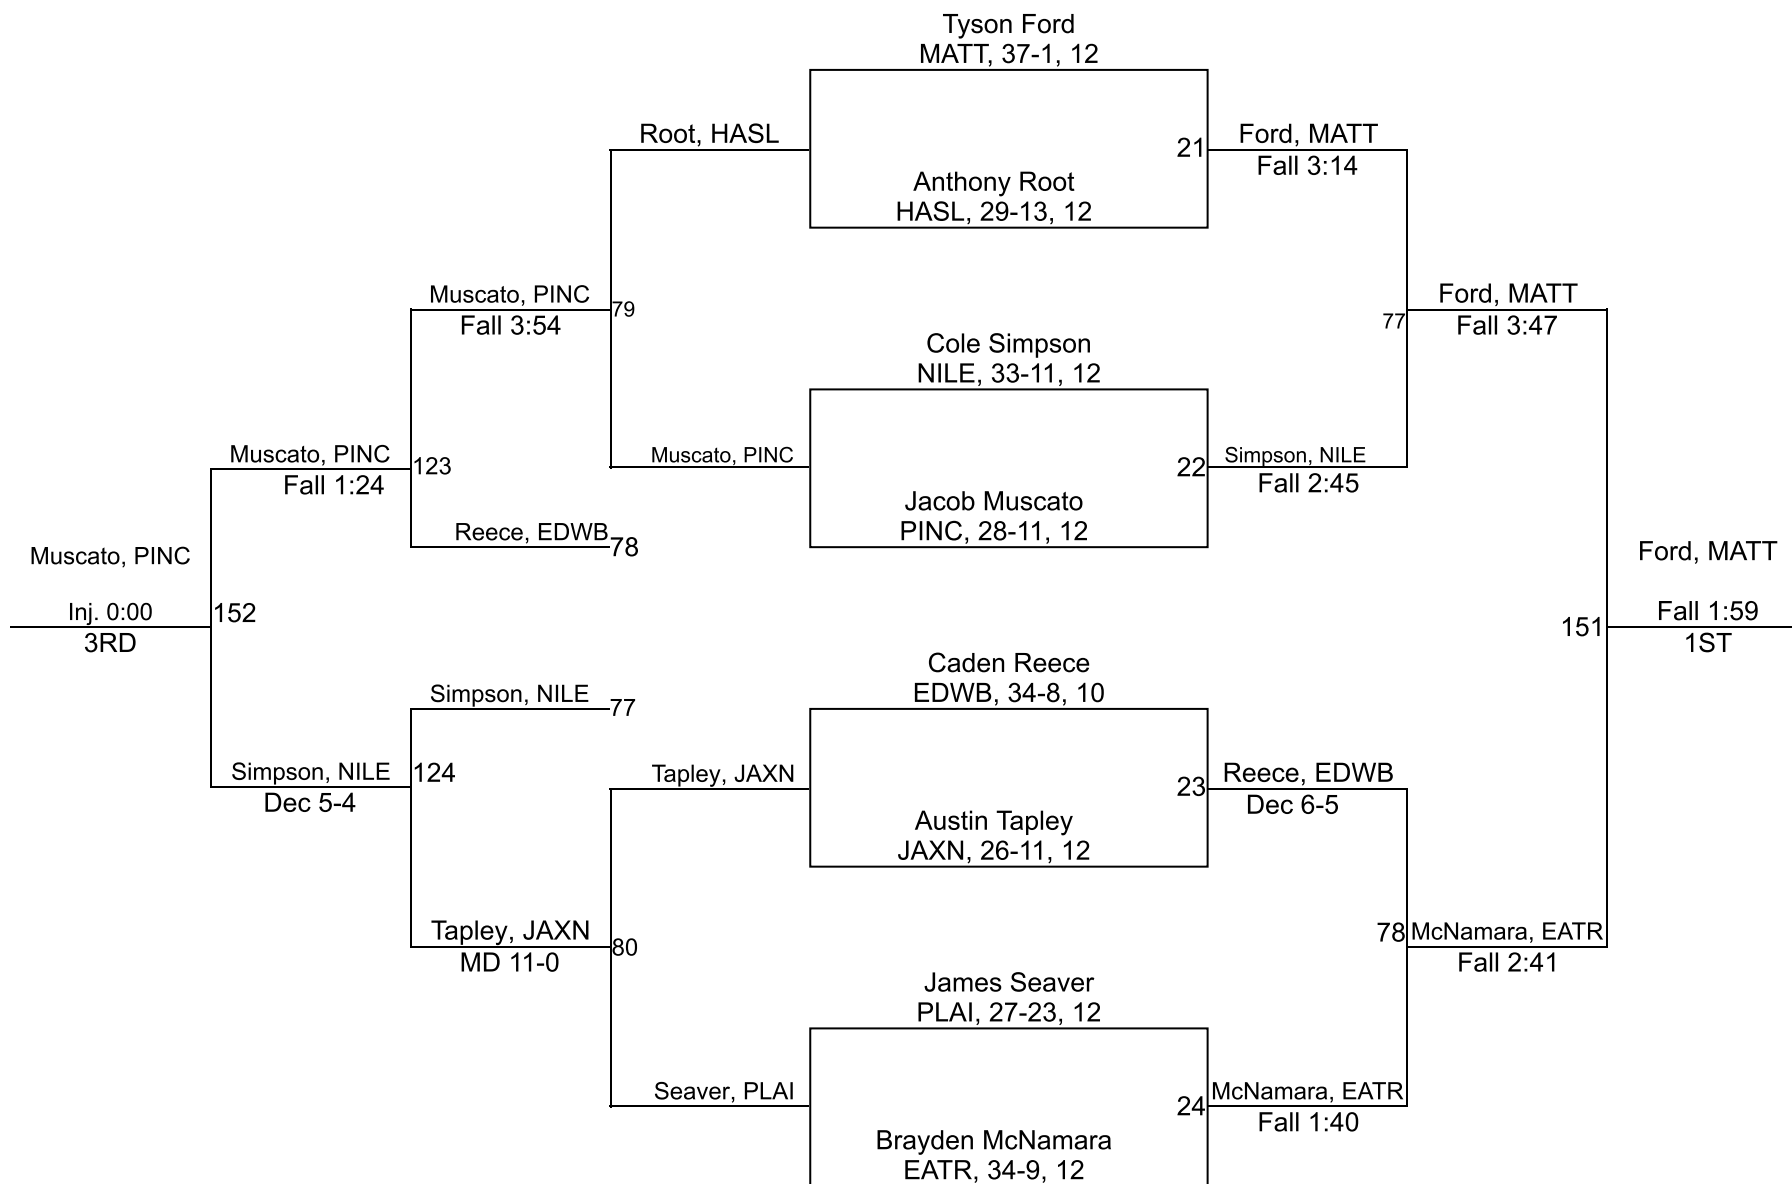 Tyson Ford
MATT, 37-1, 12
Root, HASL
21
Ford, MATT
Fall 3:14
Anthony Root
HASL, 29-13, 12
Muscato, PINC
79
Fall 3:54
Ford, MATT
77
Fall 3:47
Cole Simpson
NILE, 33-11, 12
Muscato, PINC
123
Fall 1:24
Muscato, PINC
22
Simpson, NILE
Fall 2:45
Jacob Muscato
PINC, 28-11, 12
Reece, EDWB
78
Muscato, PINC
Inj. 0:00
152
3RD
Ford, MATT
151
Fall 1:59
1ST
Caden Reece
EDWB, 34-8, 10
Simpson, NILE
77
Simpson, NILE
124
Dec 5-4
Tapley, JAXN
23
Reece, EDWB
Dec 6-5
Austin Tapley
JAXN, 26-11, 12
Tapley, JAXN
80
MD 11-0
78
McNamara, EATR
Fall 2:41
James Seaver
PLAI, 27-23, 12
Seaver, PLAI
24
McNamara, EATR
Fall 1:40
Brayden McNamara
EATR, 34-9, 12